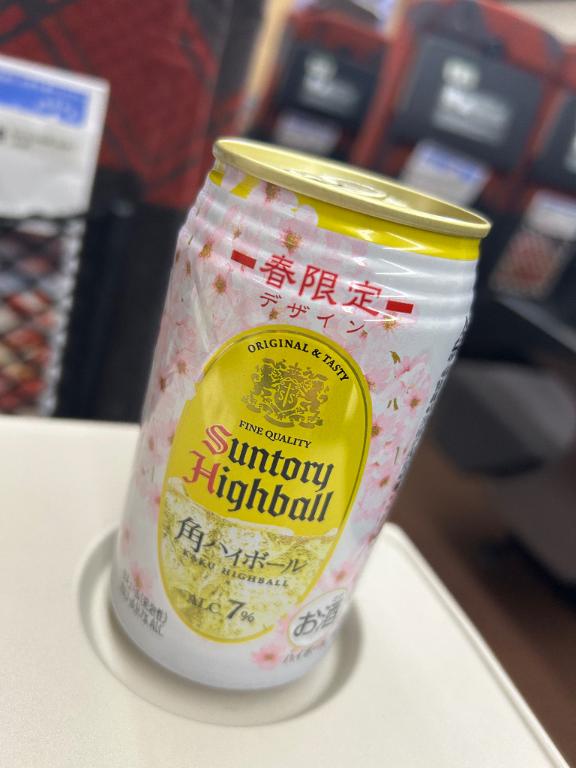 春限定
デザイン
ORIGINAL & TASTY
FINE QUALITY
Suntory
Highball
角ハイボール
KAKU HIGHBALL
ALC.7%
お酒